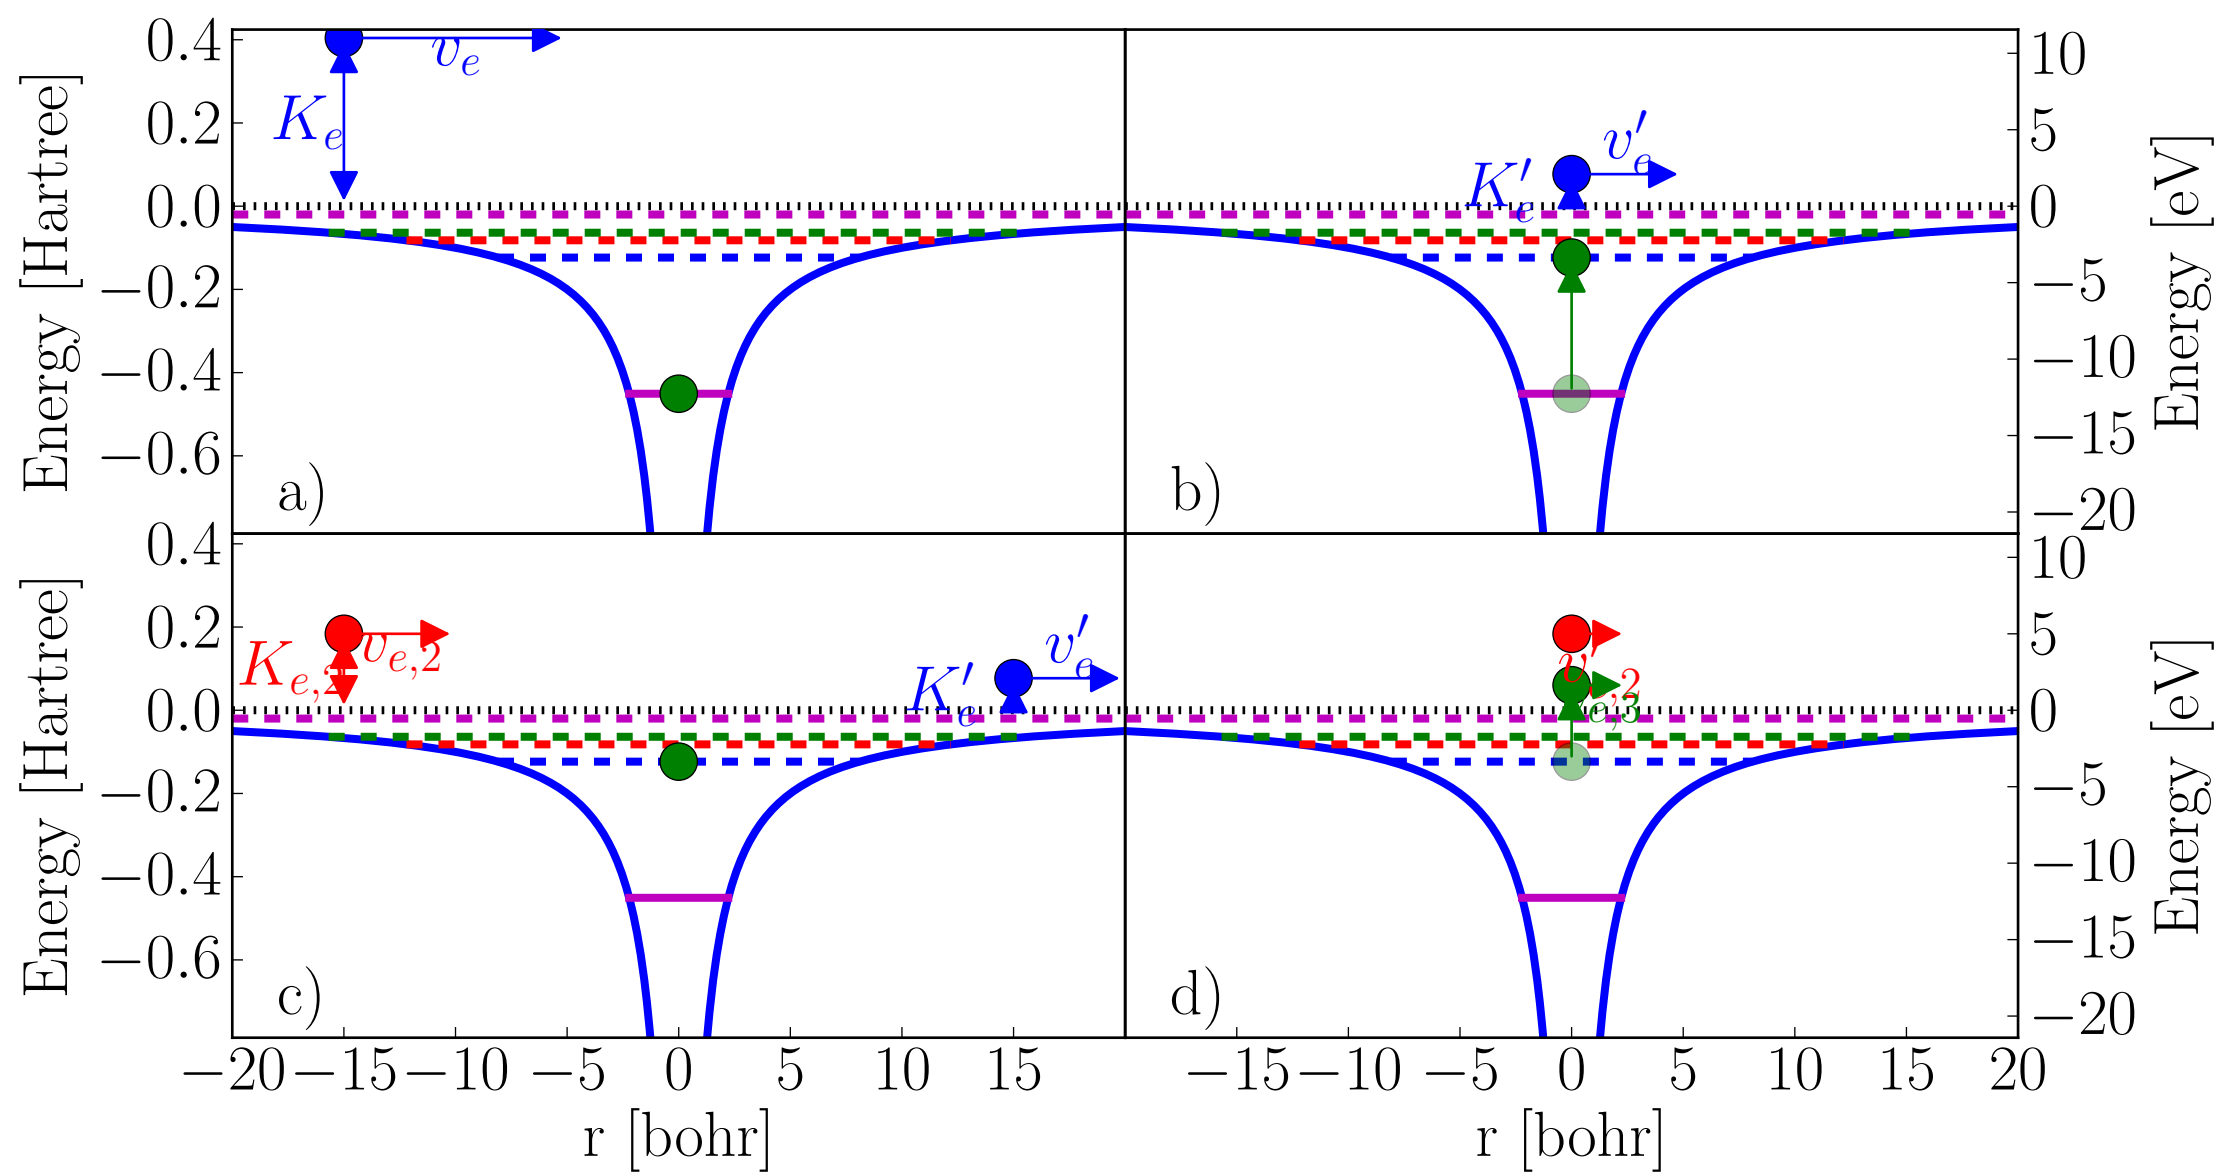 Energy [Hartree]
0.4
0.2
0.0
−0.2
−0.4
−0.6
v_e
K_e
a)
v′_e
K′_e
b)
10
5
0
−5
−10
−15
−20
Energy [eV]
Energy [Hartree]
0.4
0.2
0.0
−0.2
−0.4
−0.6
K_{e,2}
v_{e,2}
v′_e
K′_e
c)
v′_{e,2}
e,3
d)
10
5
0
−5
−10
−15
−20
Energy [eV]
−20 −15 −10 −5 0 5 10 15
−15 −10 −5 0 5 10 15 20
r [bohr]
r [bohr]